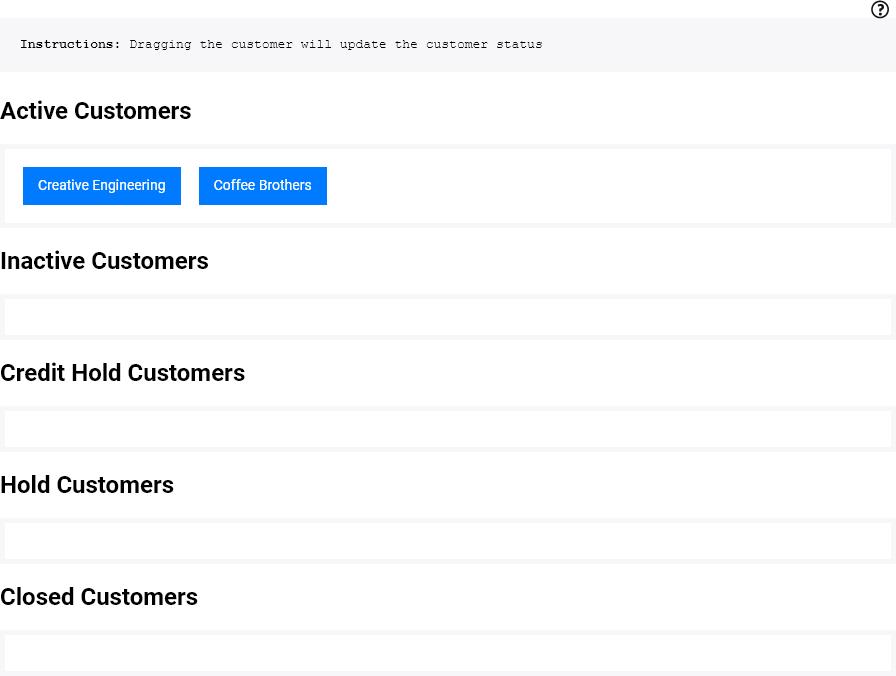 Instructions: Dragging the customer will update the customer status
Active Customers
Creative Engineering
Coffee Brothers
Inactive Customers
Credit Hold Customers
Hold Customers
Closed Customers